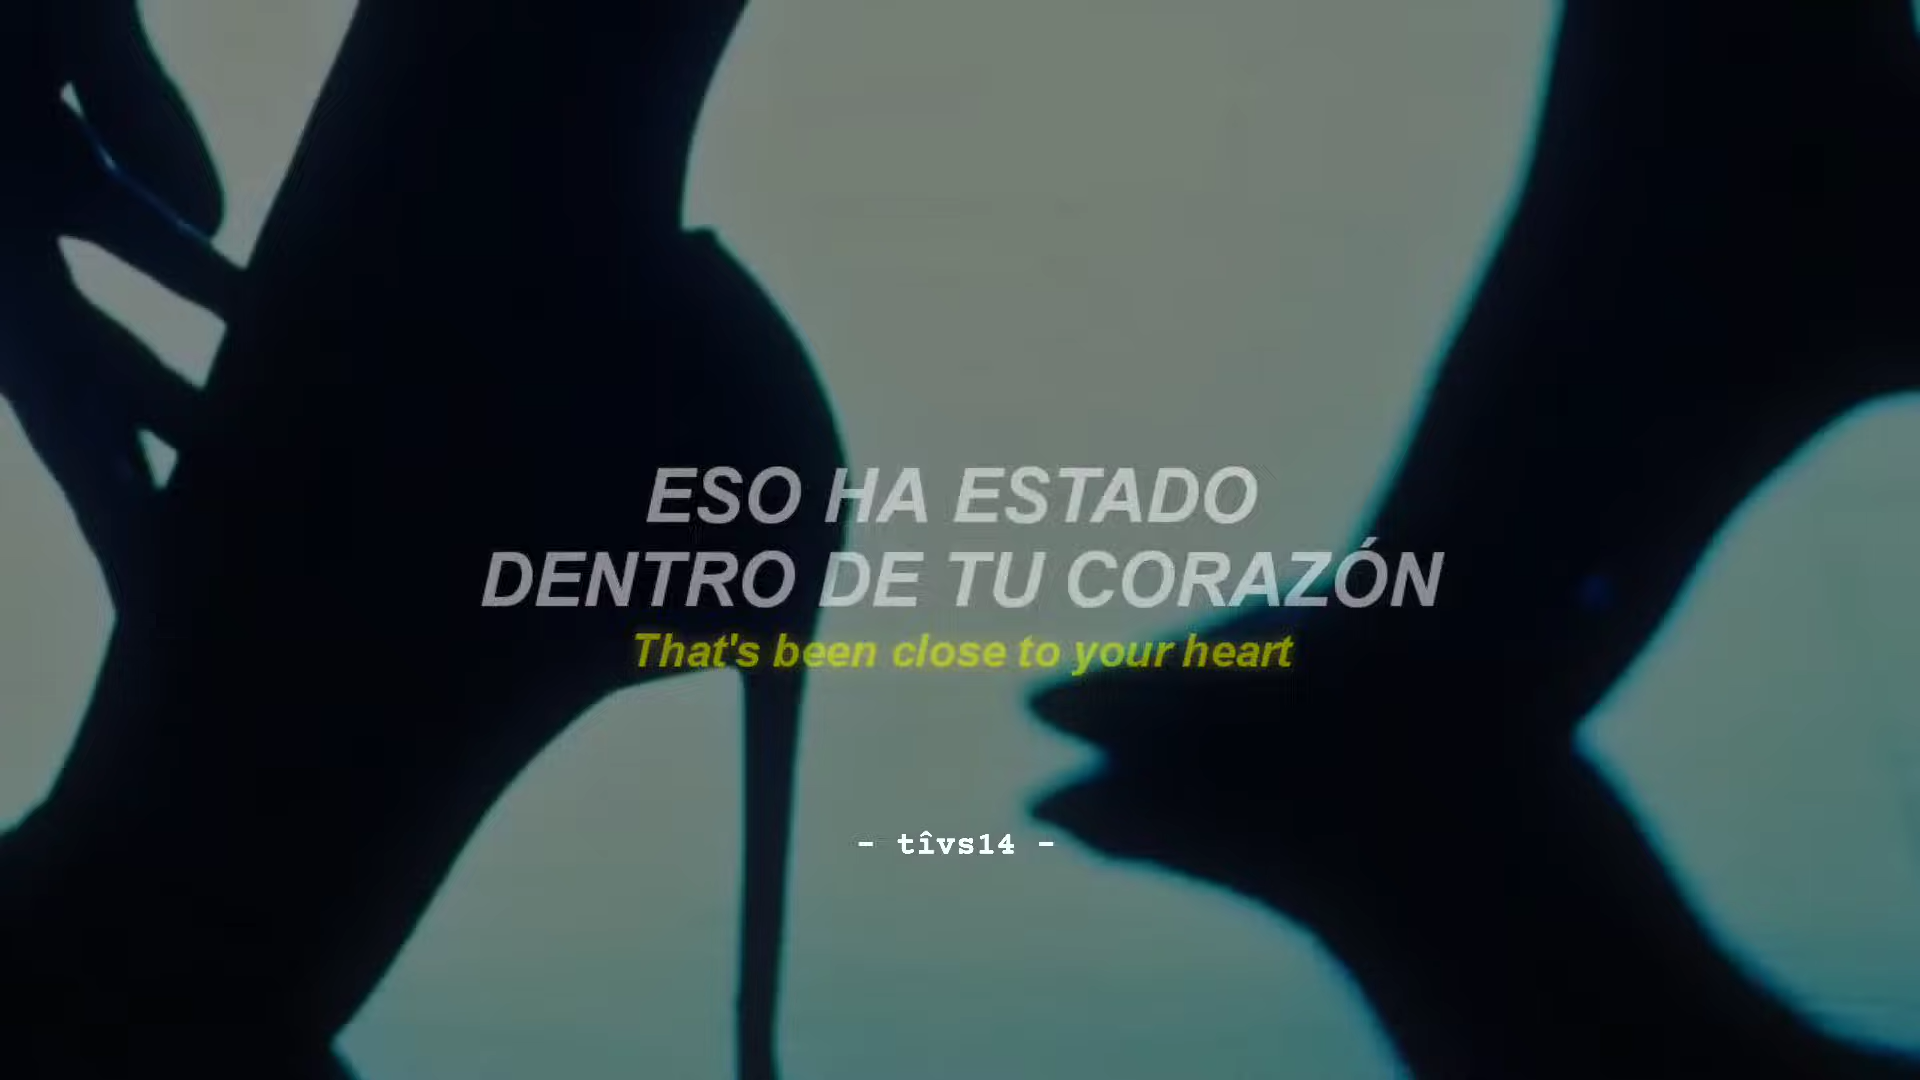 ESO HA ESTADO
DENTRO DE TU CORAZÓN
That's been close to your heart
- tîvs14 -